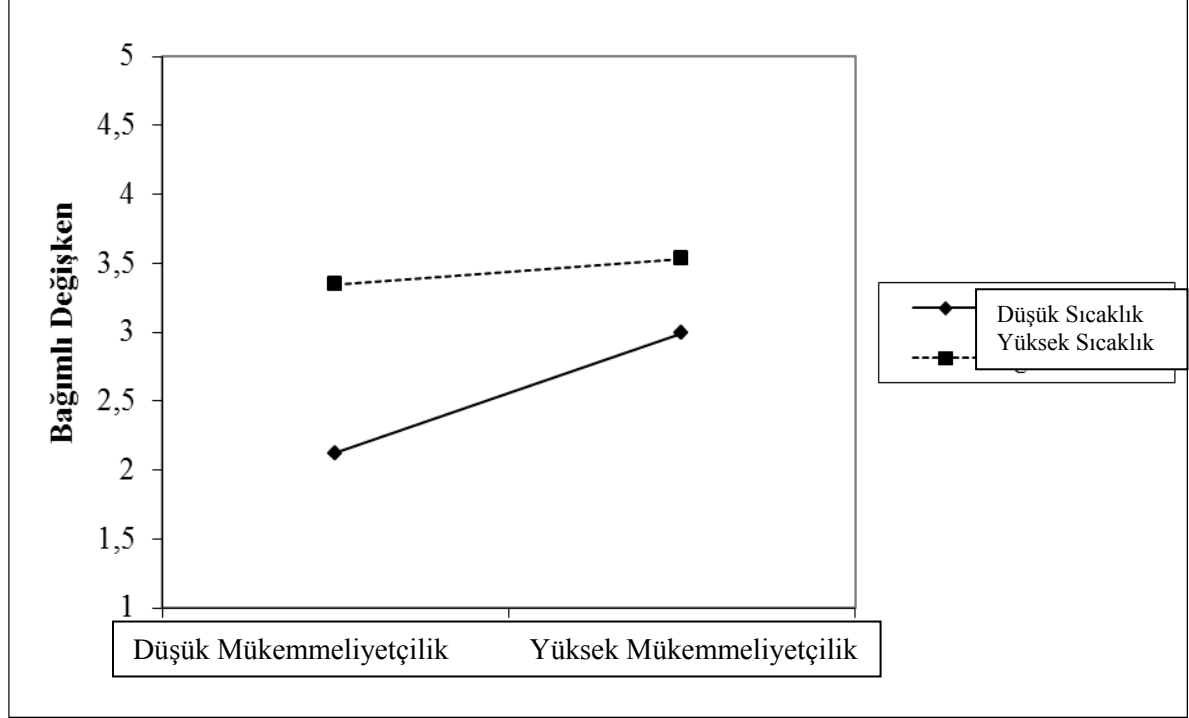 5
4,5
4
3,5
3
2,5
2
1,5
1
Bağımlı Değişken
Düşük Sıcaklık
Yüksek Sıcaklık
Düşük Mükemmeliyetçilik Yüksek Mükemmeliyetçilik